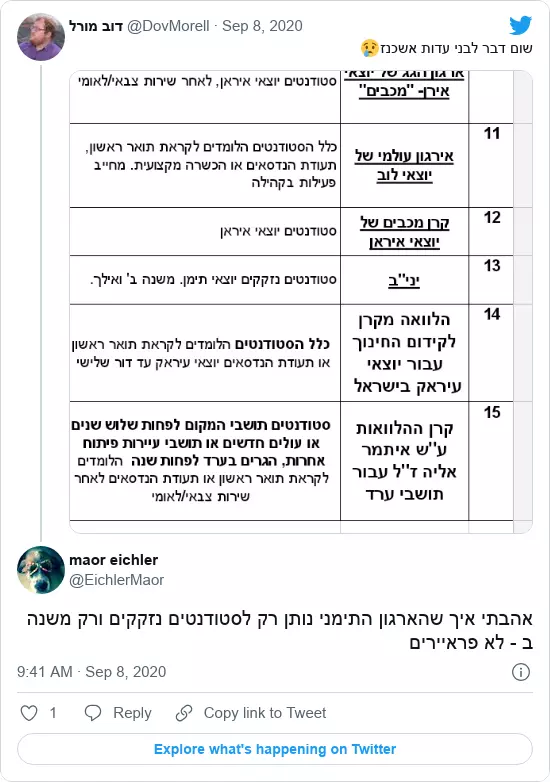 דוב מורל @DovMorell · Sep 8, 2020
שום דבר לבני עדות אשכנז😢
ארגון הגג של יוצאי
אירן- "מכבים"
סטודנטים יוצאי איראן, לאחר שירות צבאי/לאומי
11
אירגון עולמי של
יוצאי לוב
כלל הסטודנטים הלומדים לקראת תואר ראשון,
תעודת הנדסאים או הכשרה מקצועית. מחייב
פעילות בקהילה
12
קרן מכבים של
יוצאי איראן
סטודנטים יוצאי איראן
13
יני"ב
סטודנטים נזקקים יוצאי תימן. משנה ב' ואילך.
14
הלוואה מקרן
לקידום החינוך
עבור יוצאי
עיראק בישראל
כלל הסטודנטים הלומדים לקראת תואר ראשון
או תעודת הנדסאים יוצאי עיראק עד דור שלישי
15
קרן ההלוואות
ע"ש איתמר
אליה ז"ל עבור
תושבי ערד
סטודנטים תושבי המקום לפחות שלוש שנים
או עולים חדשים או תושבי עיירות פיתוח
אחרות, הגרים בערד לפחות שנה הלומדים
לקראת תואר ראשון או תעודת הנדסאים לאחר
שירות צבאי/לאומי
maor eichler
@EichlerMaor
אהבתי איך שהארגון התימני נותן רק לסטודנטים נזקקים ורק משנה
ב - לא פראיירים
9:41 AM · Sep 8, 2020
1 Reply Copy link to Tweet
Explore what's happening on Twitter